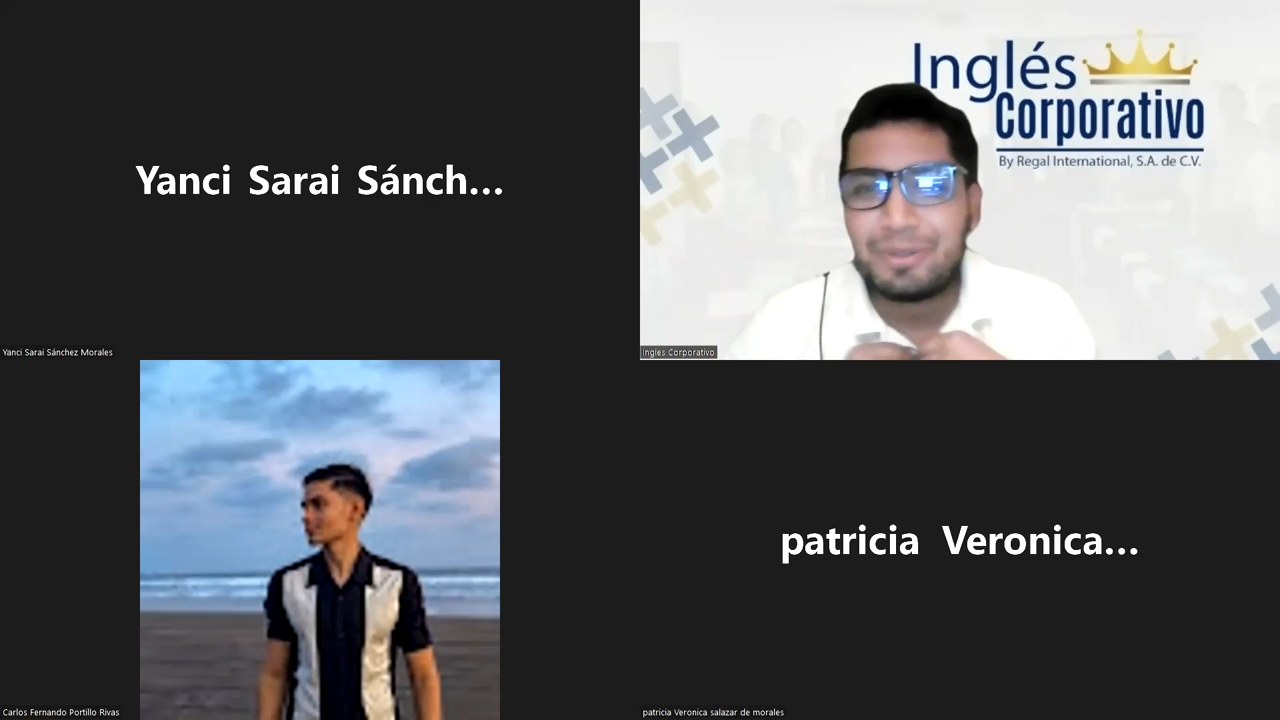 Yanci Sarai Sánch...
Yanci Sarai Sánchez Morales
Inglés
Corporativo
By Regal International, S.A. de C.V.
Ingles Corporativo
Carlos Fernando Portillo Rivas
patricia Veronica...
patricia Veronica salazar de morales